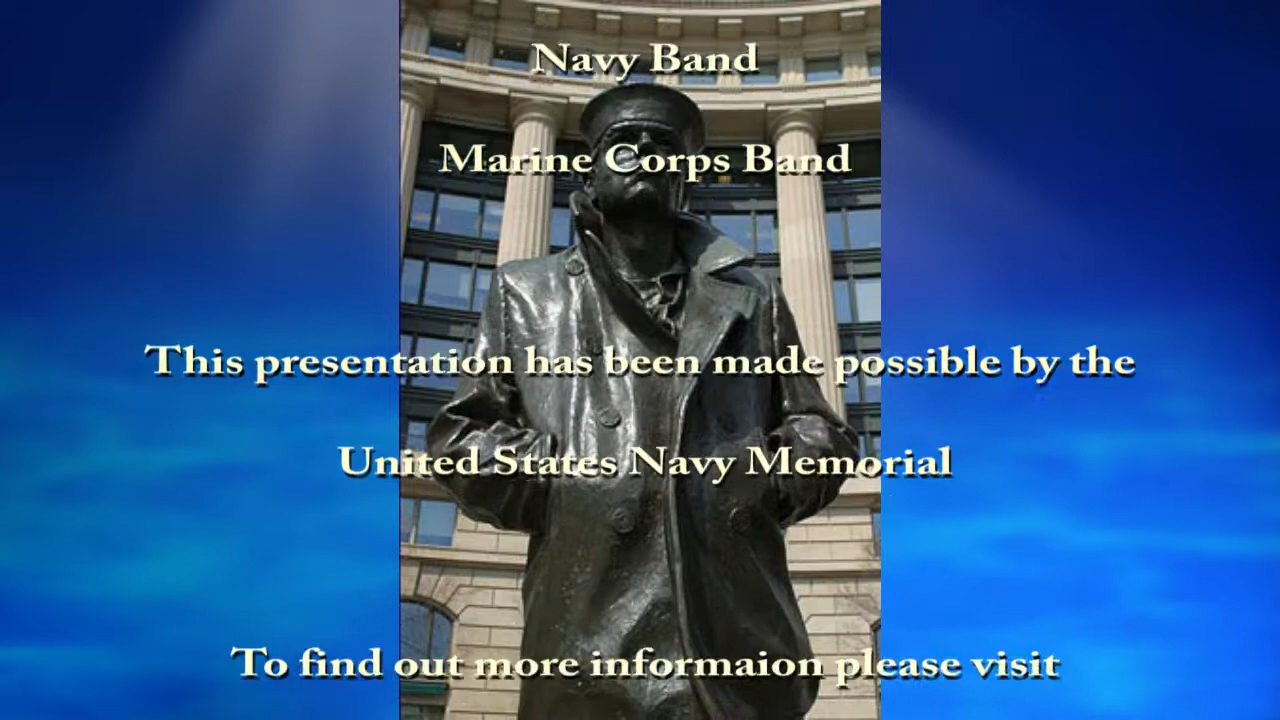 Navy Band
Marine Corps Band
This presentation has been made possible by the
United States Navy Memorial
To find out more informaion please visit